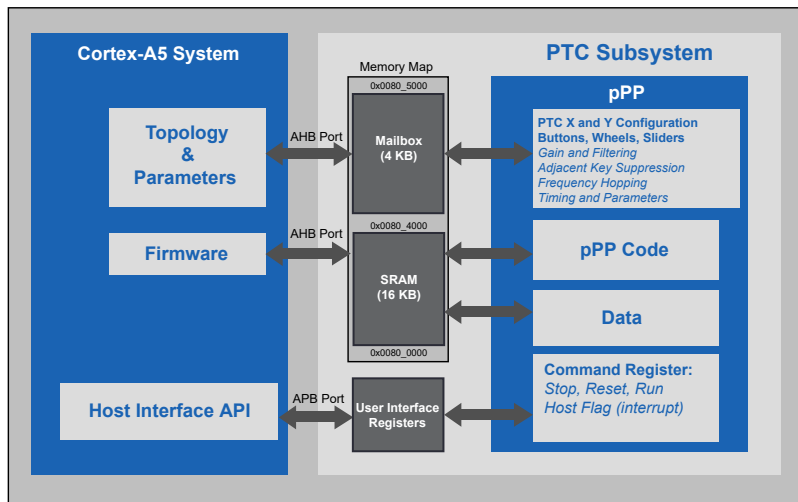 Cortex-A5 System
Topology
&
Parameters
Firmware
Host Interface API
AHB Port
AHB Port
APB Port
PTC Subsystem
Memory Map
0x0080_5000
Mailbox
(4 KB)
0x0080_4000
SRAM
(16 KB)
0x0080_0000
User Interface
Registers
pPP
PTC X and Y Configuration
Buttons, Wheels, Sliders
Gain and Filtering
Adjacent Key Suppression
Frequency Hopping
Timing and Parameters
pPP Code
Data
Command Register:
Stop, Reset, Run
Host Flag (interrupt)